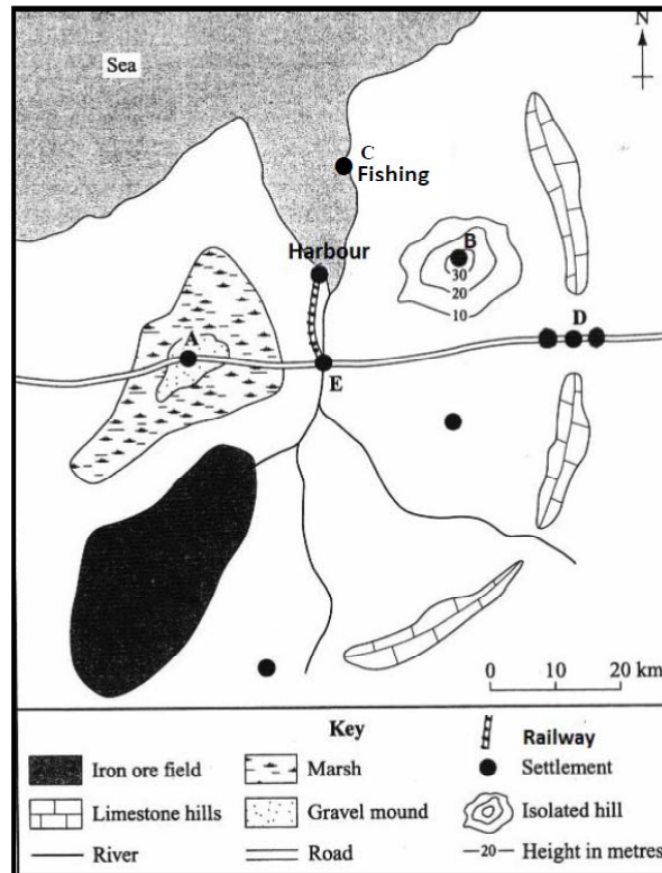 N
Sea
C
Fishing
B
Harbour
30
20
10
A
D
E
0 10 20 km
Key
Railway
Iron ore field
Marsh
Settlement
Limestone hills
Gravel mound
Isolated hill
River
Road
20
Height in metres